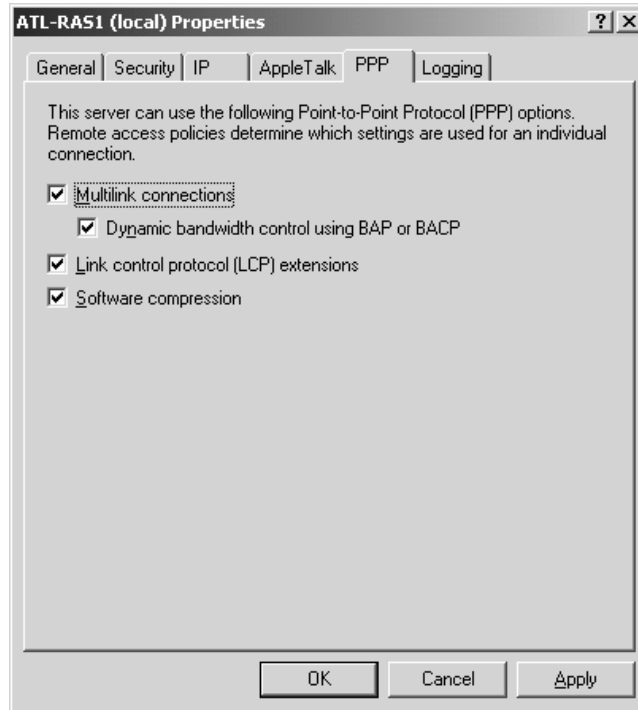 ATL-RAS1 (local) Properties
General Security IP AppleTalk PPP Logging
This server can use the following Point-to-Point Protocol (PPP) options.
Remote access policies determine which settings are used for an individual
connection.
Multilink connections
Dynamic bandwidth control using BAP or BACP
Link control protocol (LCP) extensions
Software compression
OK Cancel Apply